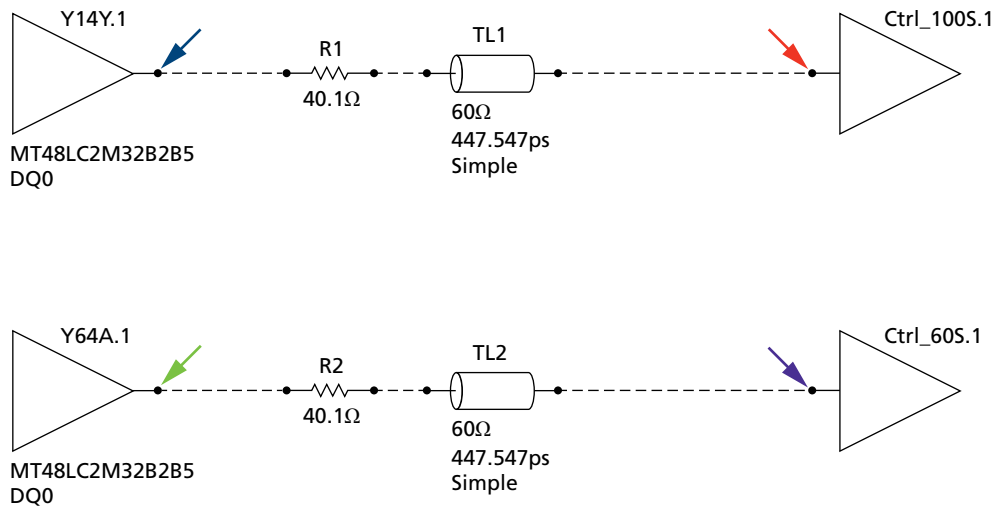 Y14Y.1
Ctrl_100S.1
R1
TL1
40.1Ω
60Ω
447.547ps
Simple
MT48LC2M32B2B5
DQ0
Y64A.1
Ctrl_60S.1
R2
TL2
40.1Ω
60Ω
447.547ps
Simple
MT48LC2M32B2B5
DQ0